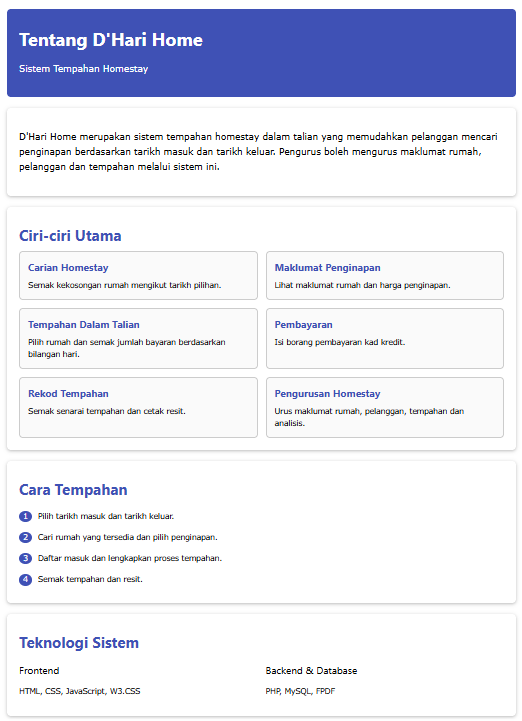 Tentang D'Hari Home
Sistem Tempahan Homestay
D'Hari Home merupakan sistem tempahan homestay dalam talian yang memudahkan pelanggan mencari
penginapan berdasarkan tarikh masuk dan tarikh keluar. Pengurus boleh mengurus maklumat rumah,
pelanggan dan tempahan melalui sistem ini.
Ciri-ciri Utama
Carian Homestay
Semak kekosongan rumah mengikut tarikh pilihan.
Maklumat Penginapan
Lihat maklumat rumah dan harga penginapan.
Tempahan Dalam Talian
Pilih rumah dan semak jumlah bayaran berdasarkan
bilangan hari.
Pembayaran
Isi borang pembayaran kad kredit.
Rekod Tempahan
Semak senarai tempahan dan cetak resit.
Pengurusan Homestay
Urus maklumat rumah, pelanggan, tempahan dan
analisis.
Cara Tempahan
1 Pilih tarikh masuk dan tarikh keluar.
2 Cari rumah yang tersedia dan pilih penginapan.
3 Daftar masuk dan lengkapkan proses tempahan.
4 Semak tempahan dan resit.
Teknologi Sistem
Frontend
HTML, CSS, JavaScript, W3.CSS
Backend & Database
PHP, MySQL, FPDF